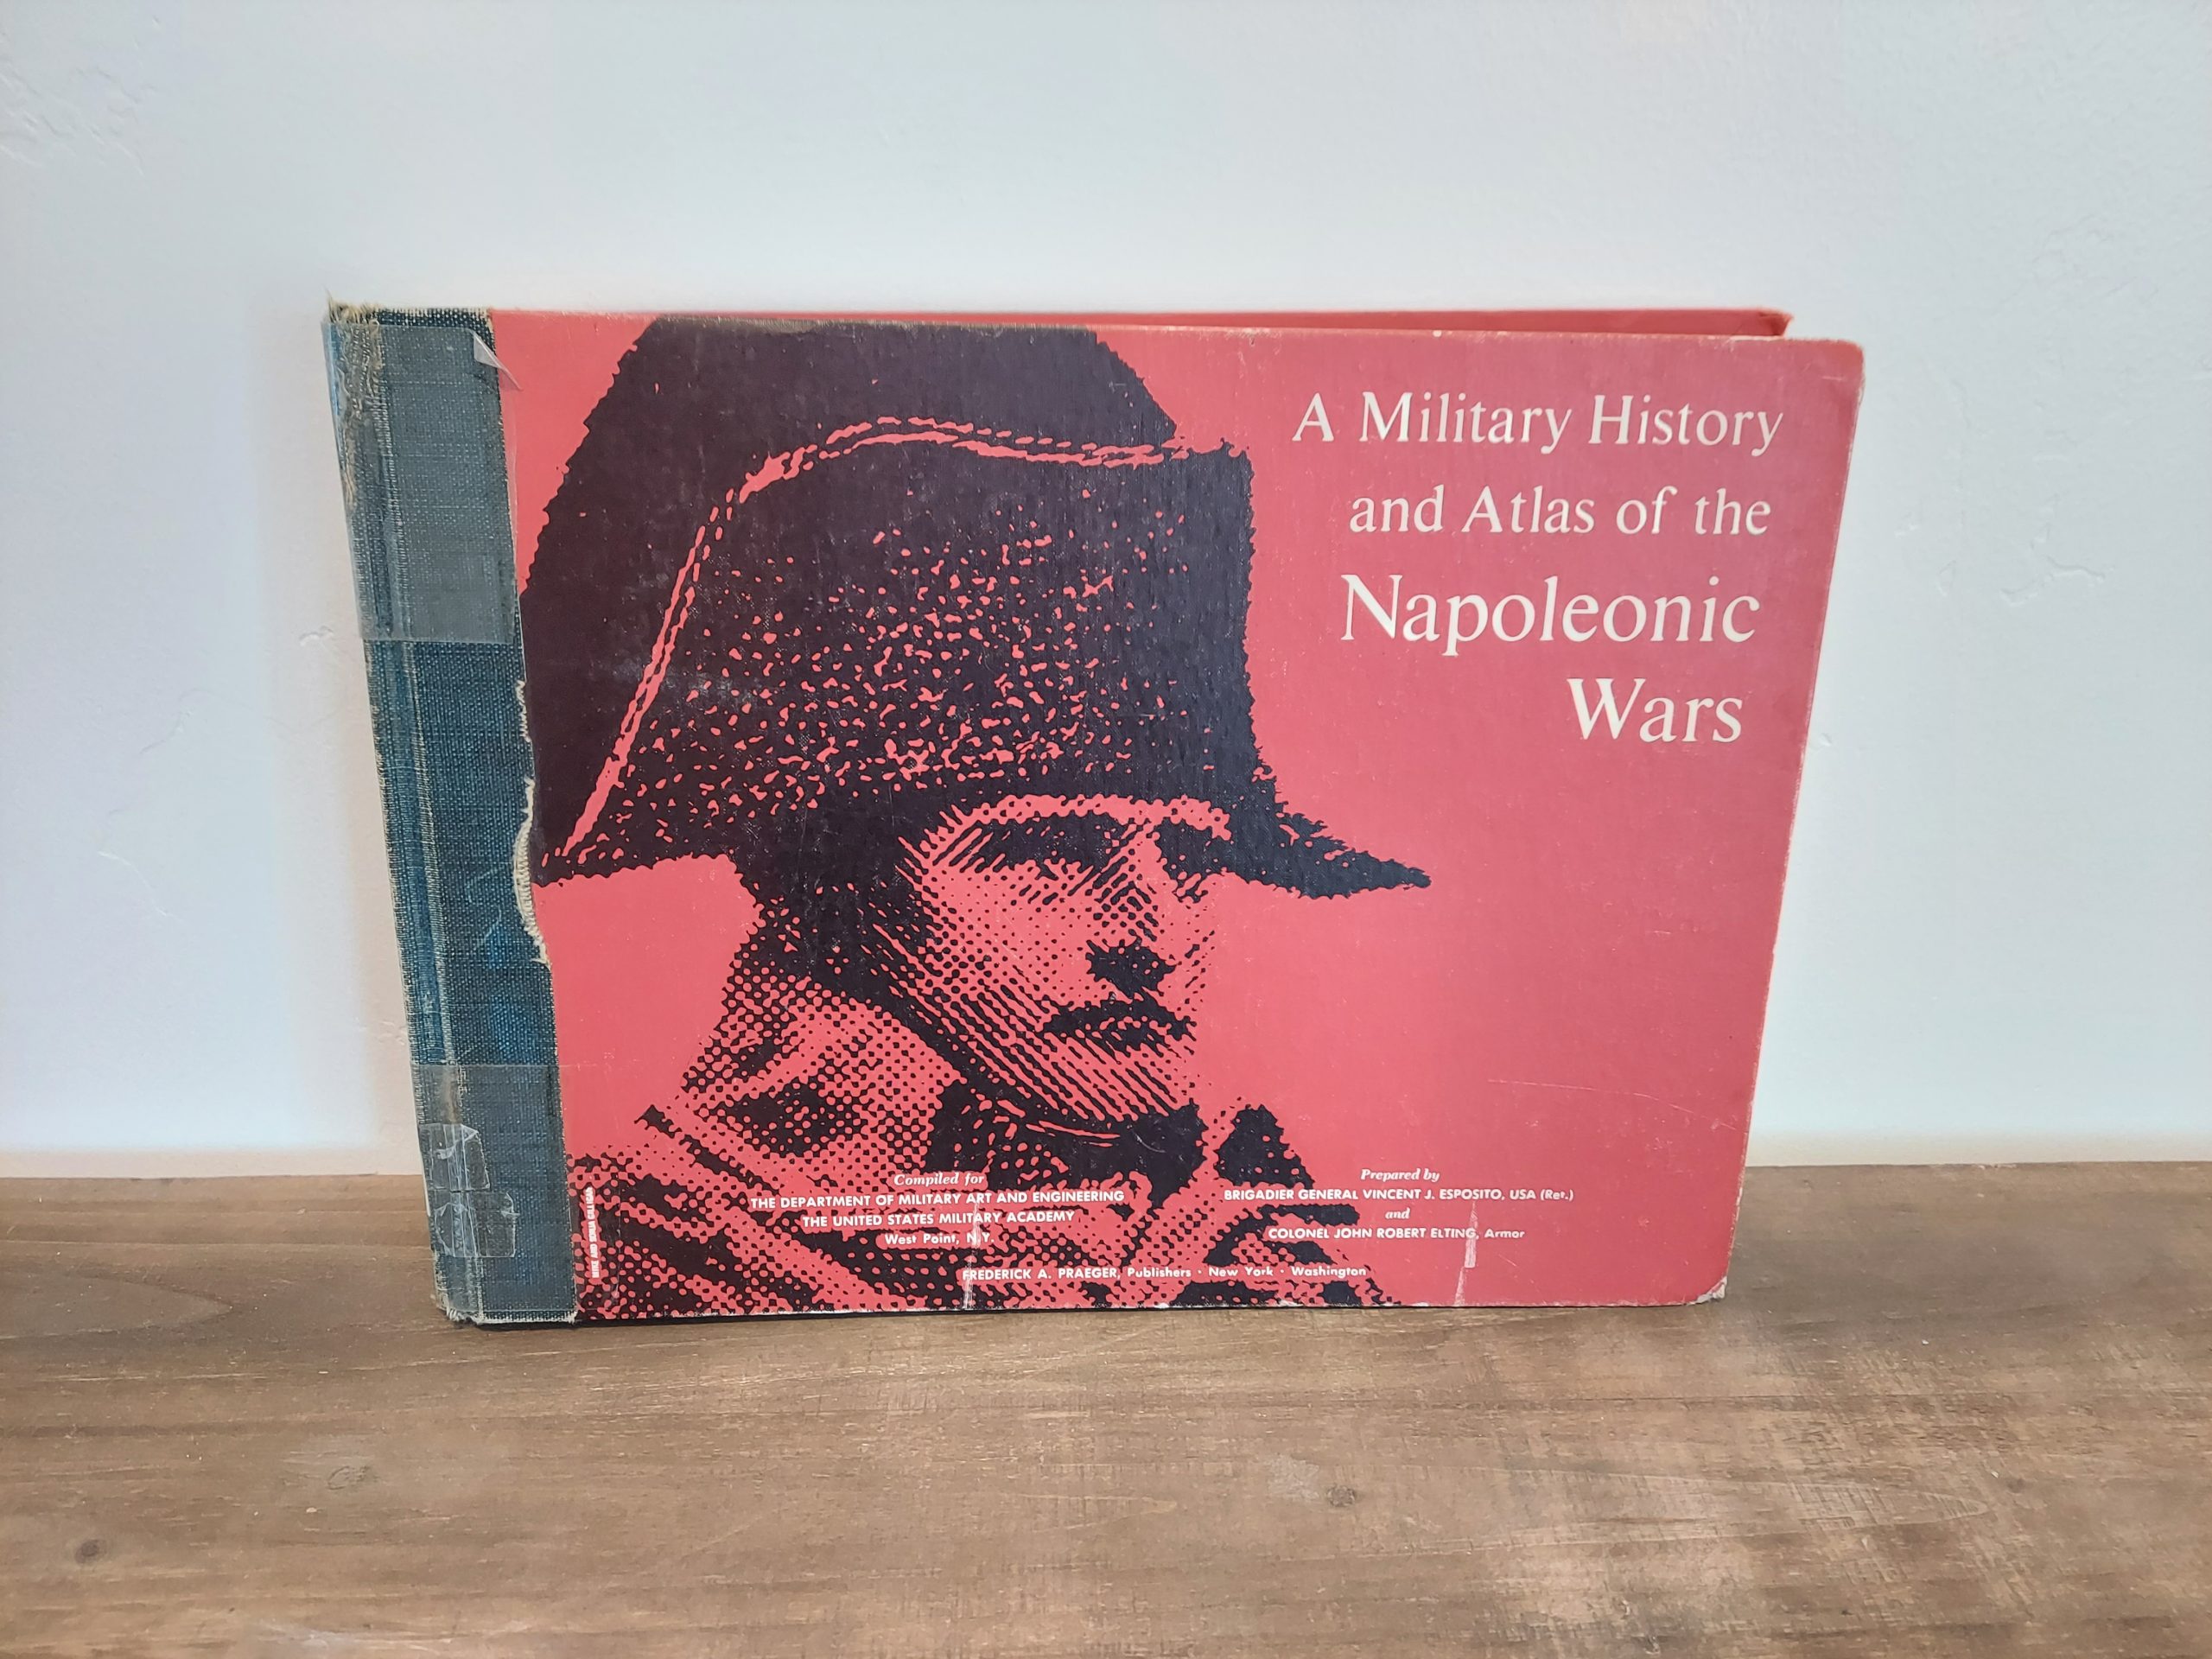 A Military History
and Atlas of the
Napoleonic
Wars
Compiled for
THE DEPARTMENT OF MILITARY ART AND ENGINEERING
THE UNITED STATES MILITARY ACADEMY
West Point, N.Y.
Prepared by
BRIGADIER GENERAL VINCENT J. ESPOSITO, USA (Ret.)
and
COLONEL JOHN ROBERT ELTING, Armor
FREDERICK A. PRAEGER, Publishers · New York · Washington